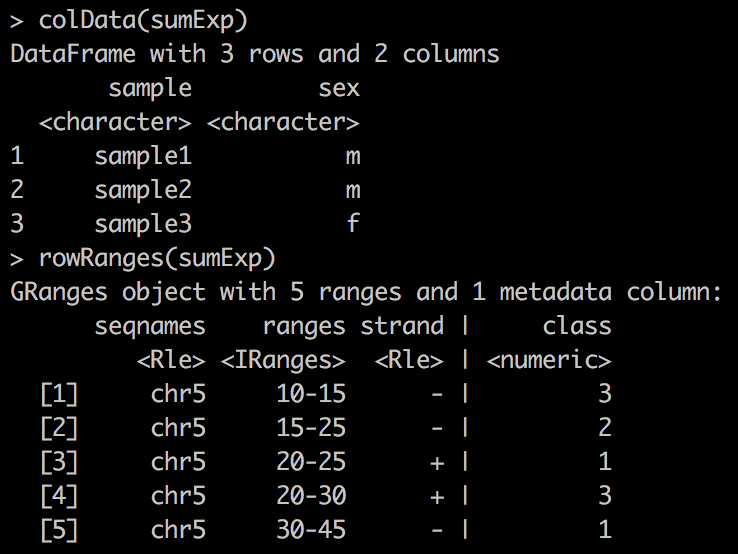 > colData(sumExp)
DataFrame with 3 rows and 2 columns
       sample         sex
  <character> <character>
1     sample1           m
2     sample2           m
3     sample3           f
> rowRanges(sumExp)
GRanges object with 5 ranges and 1 metadata column:
      seqnames    ranges strand |     class
         <Rle> <IRanges>  <Rle> | <numeric>
  [1]     chr5     10-15      - |         3
  [2]     chr5     15-25      - |         2
  [3]     chr5     20-25      + |         1
  [4]     chr5     20-30      + |         3
  [5]     chr5     30-45      - |         1